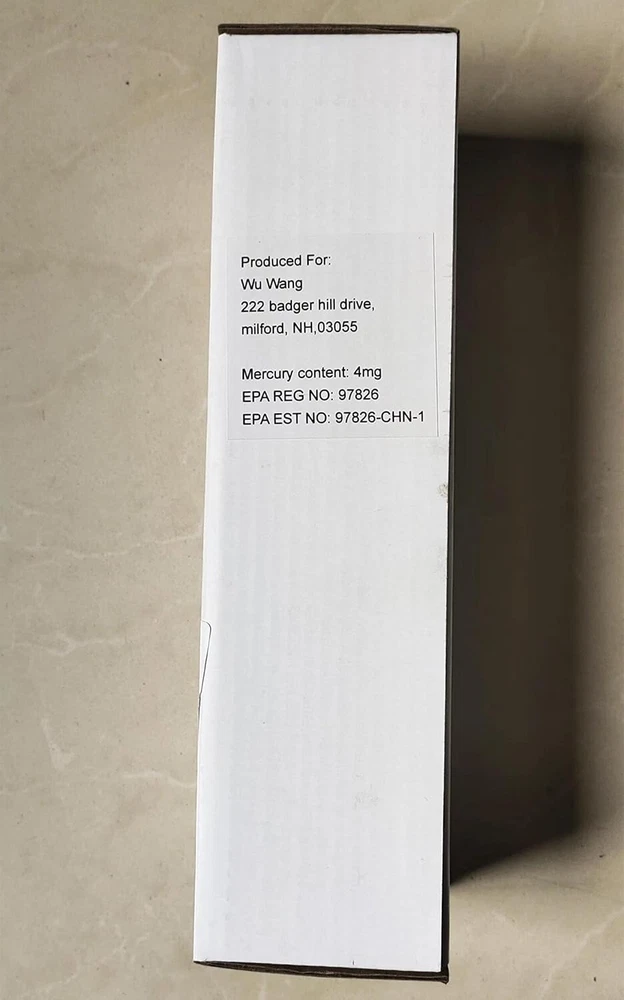 Produced For:
Wu Wang
222 badger hill drive,
milford, NH,03055
Mercury content: 4mg
EPA REG NO: 97826
EPA EST NO: 97826-CHN-1